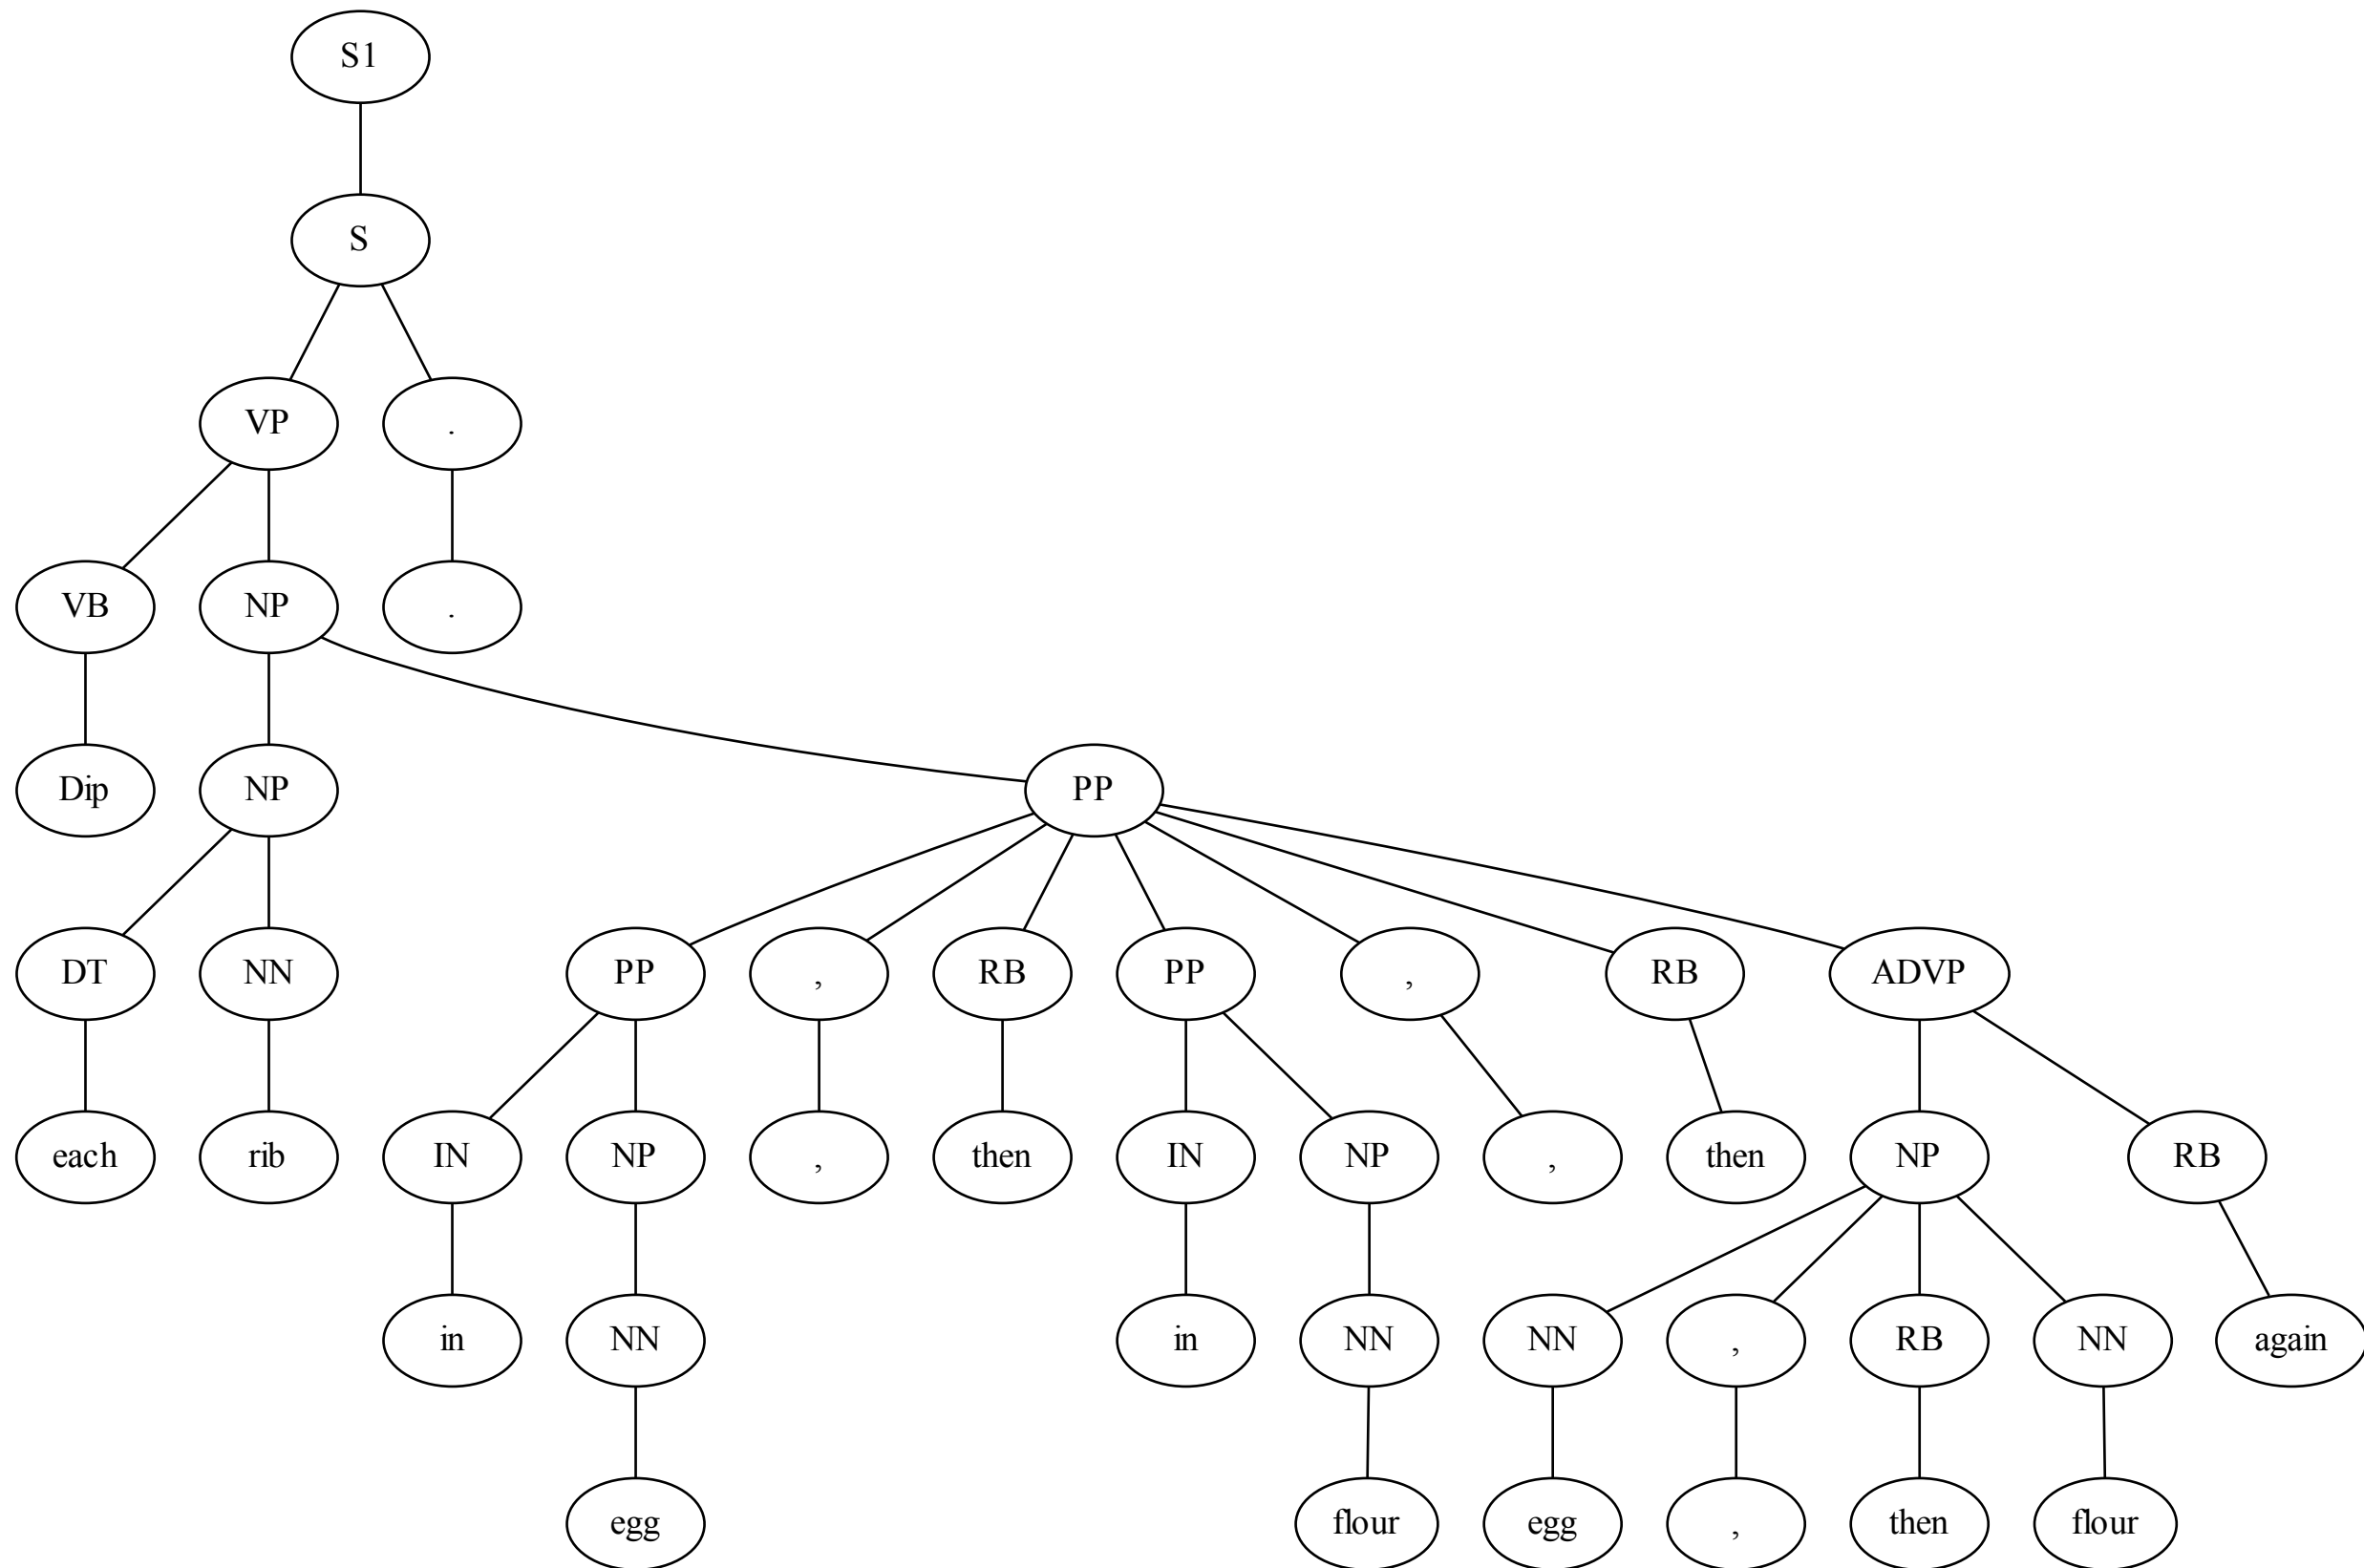 S1
S
VP .
VB NP .
Dip NP PP
DT NN PP , RB PP , RB ADVP
each rib IN NP , then IN NP , then NP RB
in NN in NN NN , RB NN again
egg flour egg , then flour